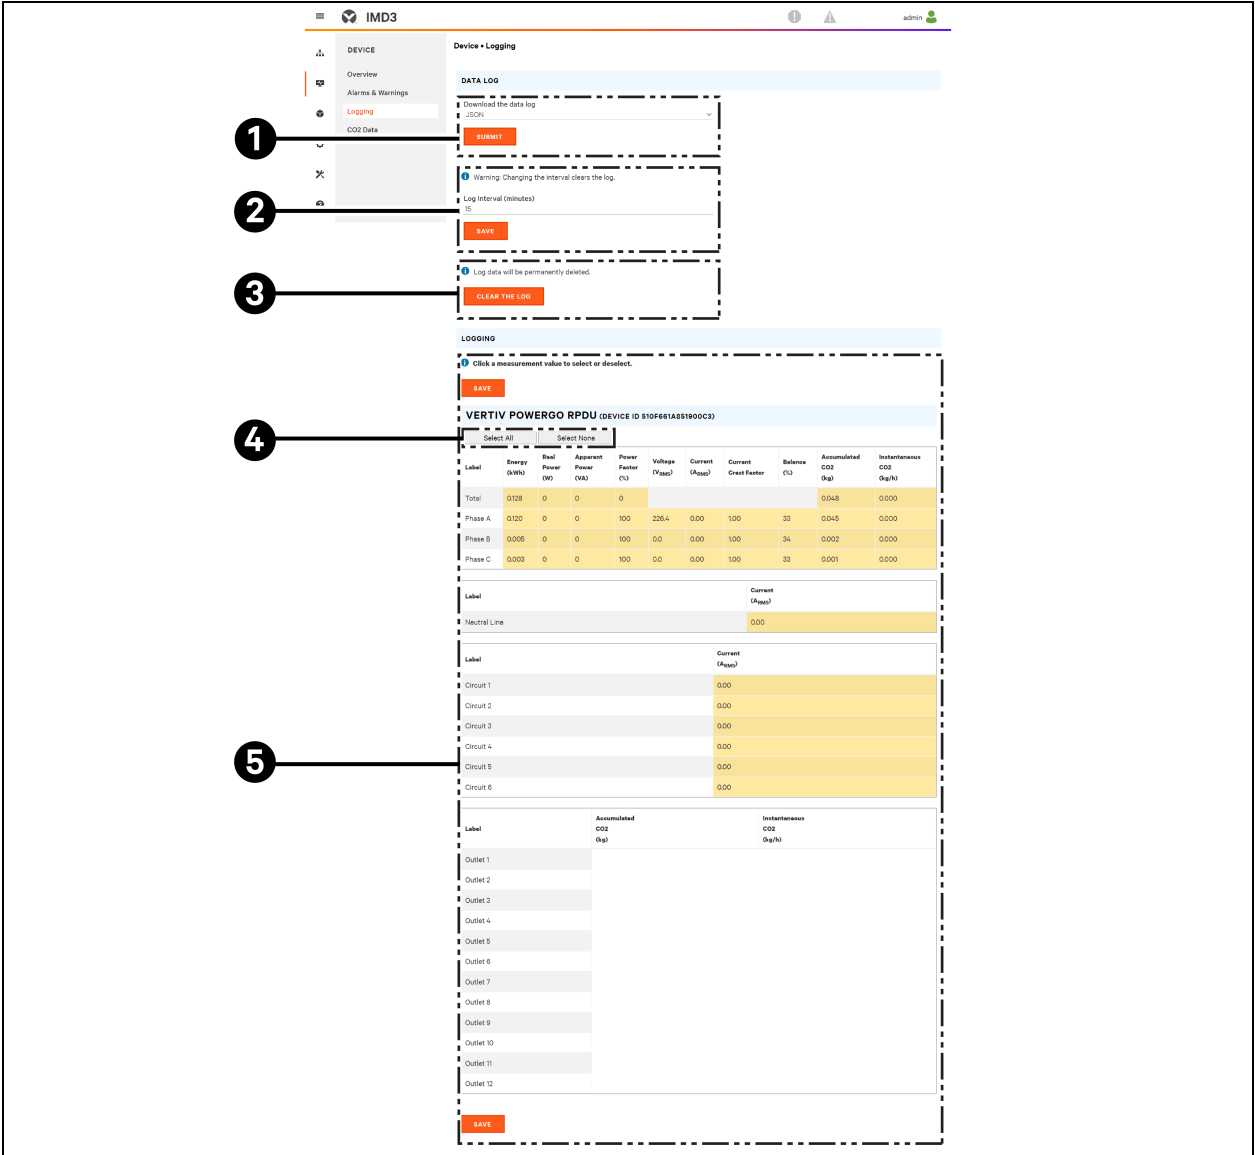 IMD3
admin
DEVICE
Overview
Alarms & Warnings
Logging
CO2 Data
Device • Logging
DATA LOG
1
Download the data log
JSON
SUBMIT
2
Warning: Changing the interval clears the log.
Log Interval (minutes)
15
SAVE
3
Log data will be permanently deleted.
CLEAR THE LOG
LOGGING
Click a measurement value to select or deselect.
SAVE
VERTIV POWERGO RPDU (DEVICE ID 510F661A851900C3)
4
Select All Select None
Label Energy (kWh) Real Power (W) Apparent Power (VA) Power Factor (%) Voltage (VRMS) Current (ARMS) Current Crest Factor Balance (%) Accumulated CO2 (kg) Instantaneous CO2 (kg/h)
Total 0.128 0 0 0 0.048 0.000
Phase A 0.120 0 0 100 226.4 0.00 1.00 33 0.045 0.000
Phase B 0.005 0 0 100 0.0 0.00 1.00 34 0.002 0.000
Phase C 0.003 0 0 100 0.0 0.00 1.00 33 0.001 0.000
Label Current (ARMS)
Neutral Line 0.00
Label Current (ARMS)
Circuit 1 0.00
Circuit 2 0.00
Circuit 3 0.00
Circuit 4 0.00
5
Circuit 5 0.00
Circuit 6 0.00
Label Accumulated CO2 (kg) Instantaneous CO2 (kg/h)
Outlet 1
Outlet 2
Outlet 3
Outlet 4
Outlet 5
Outlet 6
Outlet 7
Outlet 8
Outlet 9
Outlet 10
Outlet 11
Outlet 12
SAVE